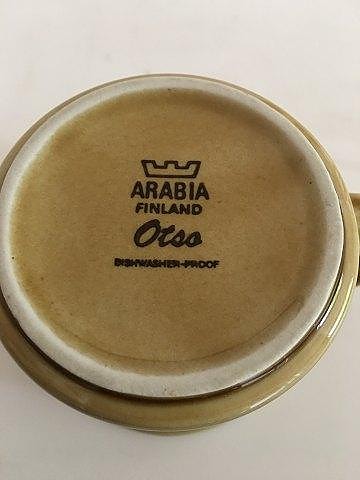 ARABIA
FINLAND
Otso
DISHWASHER-PROOF